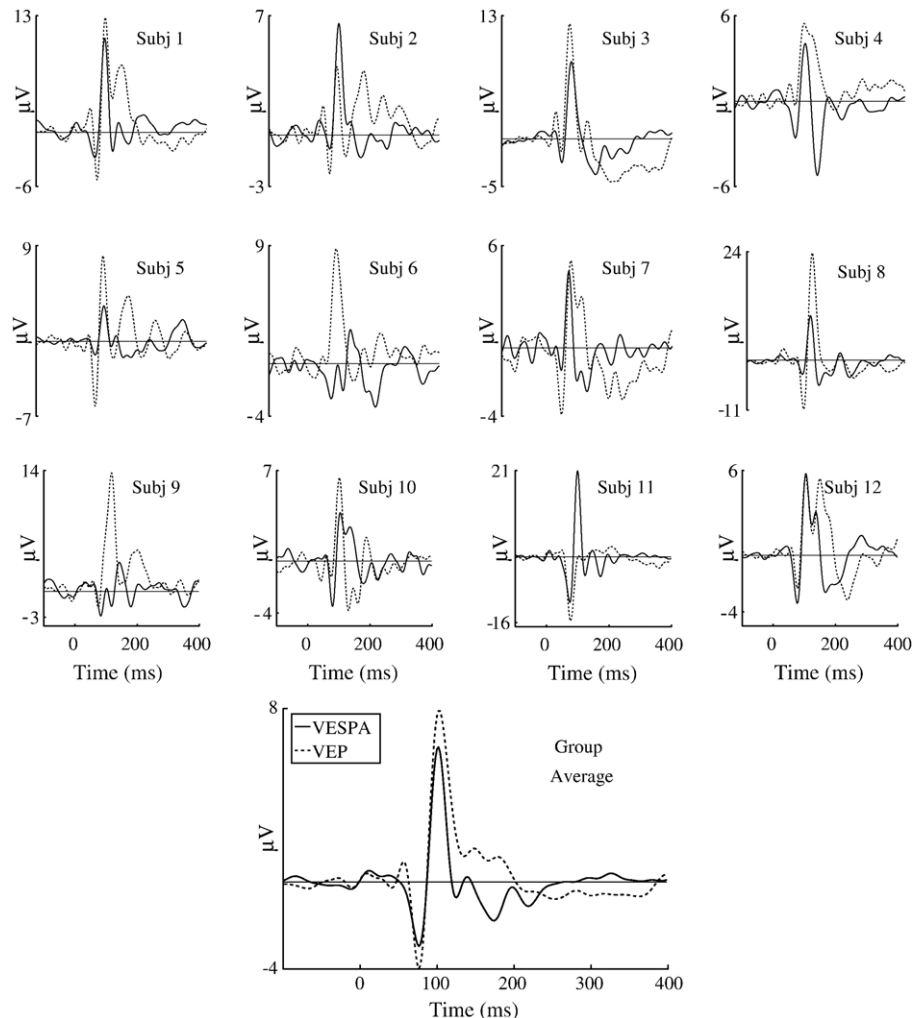 13
Subj 1
µV
-6
7
Subj 2
µV
-3
13
Subj 3
µV
-5
6
Subj 4
µV
-6
9
Subj 5
µV
-7
9
Subj 6
µV
-4
6
Subj 7
µV
-4
24
Subj 8
µV
-11
14
Subj 9
µV
-3
0 200 400
Time (ms)
7
Subj 10
µV
-4
0 200 400
Time (ms)
21
Subj 11
µV
-16
0 200 400
Time (ms)
6
Subj 12
µV
-4
0 200 400
Time (ms)
8
VESPA
VEP
Group
Average
µV
-4
0 100 200 300 400
Time (ms)